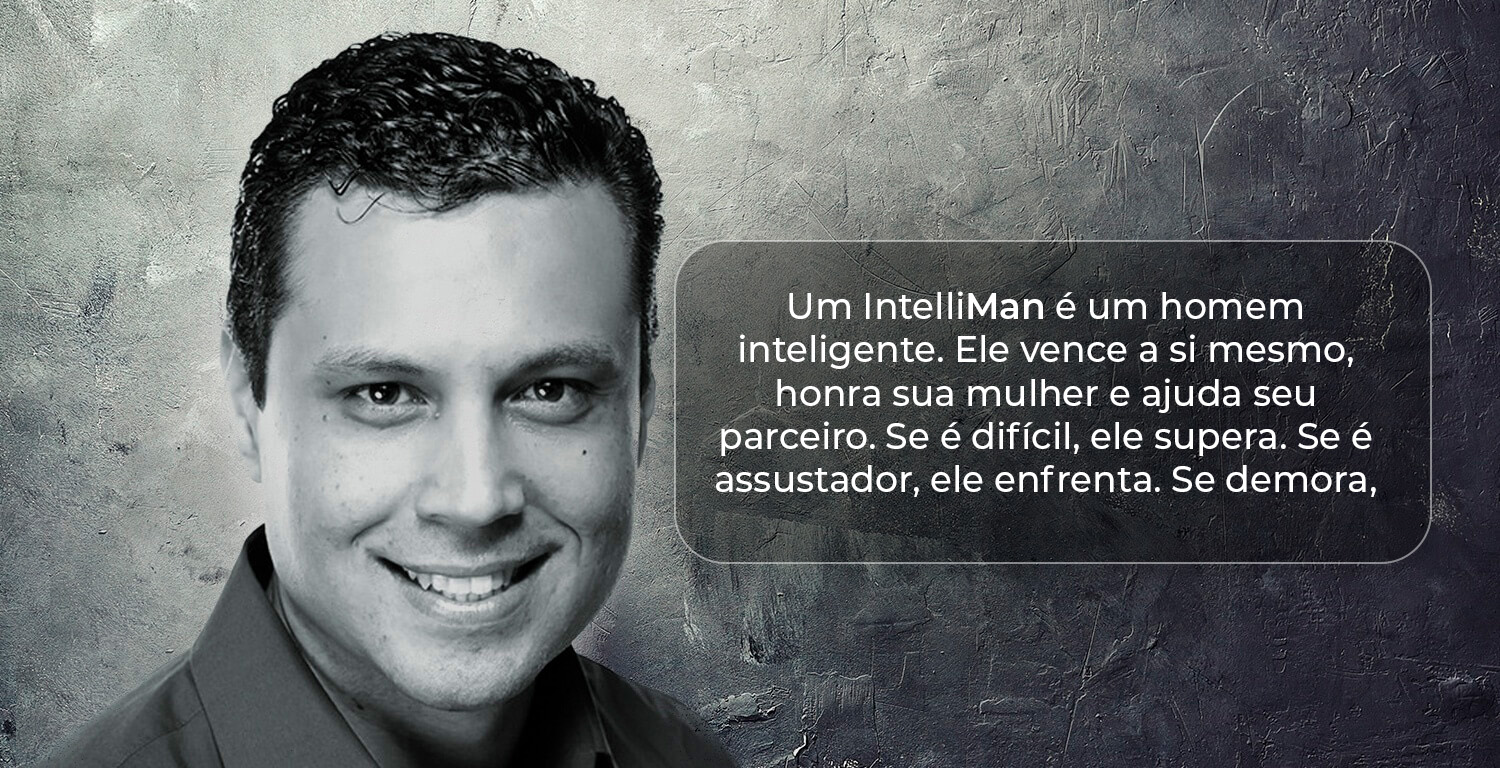 Um IntelliMan é um homem
inteligente. Ele vence a si mesmo,
honra sua mulher e ajuda seu
parceiro. Se é difícil, ele supera. Se é
assustador, ele enfrenta. Se demora,